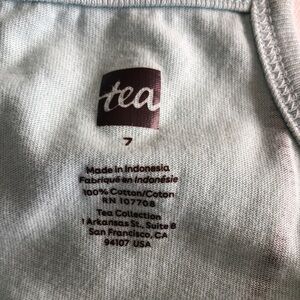 tea
7
Made in Indonesia
Fabriqué en Indonésie
100% Cotton/Coton
RN 107708
Tea Collection
1 Arkansas St., Suite B
San Francisco, CA
94107 USA